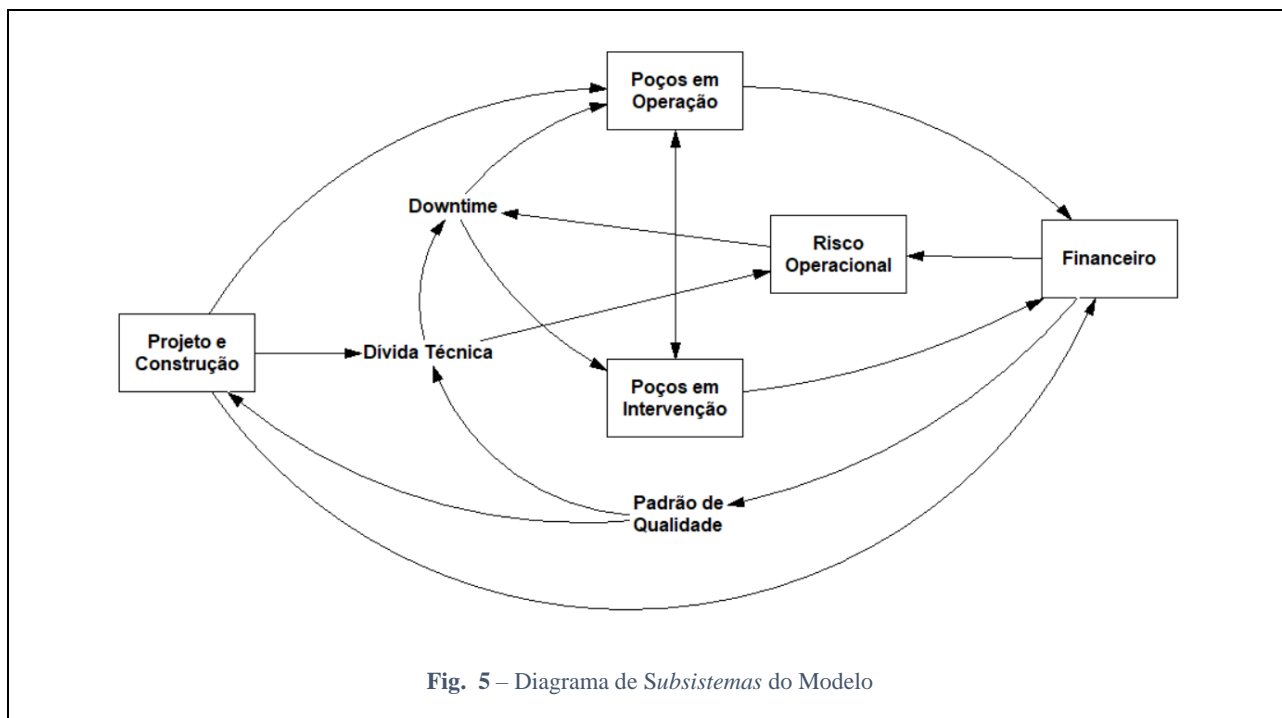 Poços em
Operação
Downtime
Risco
Operacional
Financeiro
Projeto e
Construção
Dívida Técnica
Poços em
Intervenção
Padrão de
Qualidade
Fig. 5 – Diagrama de Subsistemas do Modelo